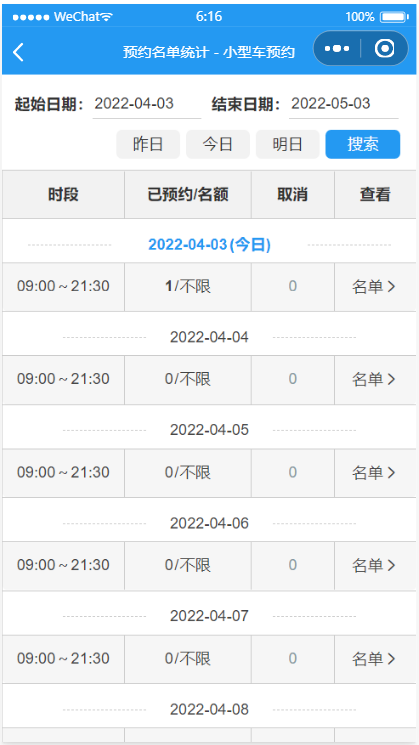 WeChat 6:16 100%
预约名单统计 - 小型车预约
起始日期： 2022-04-03 结束日期： 2022-05-03
昨日 今日 明日 搜索
时段 已预约/名额 取消 查看
2022-04-03(今日)
09:00～21:30 1/不限 0 名单
2022-04-04
09:00～21:30 0/不限 0 名单
2022-04-05
09:00～21:30 0/不限 0 名单
2022-04-06
09:00～21:30 0/不限 0 名单
2022-04-07
09:00～21:30 0/不限 0 名单
2022-04-08